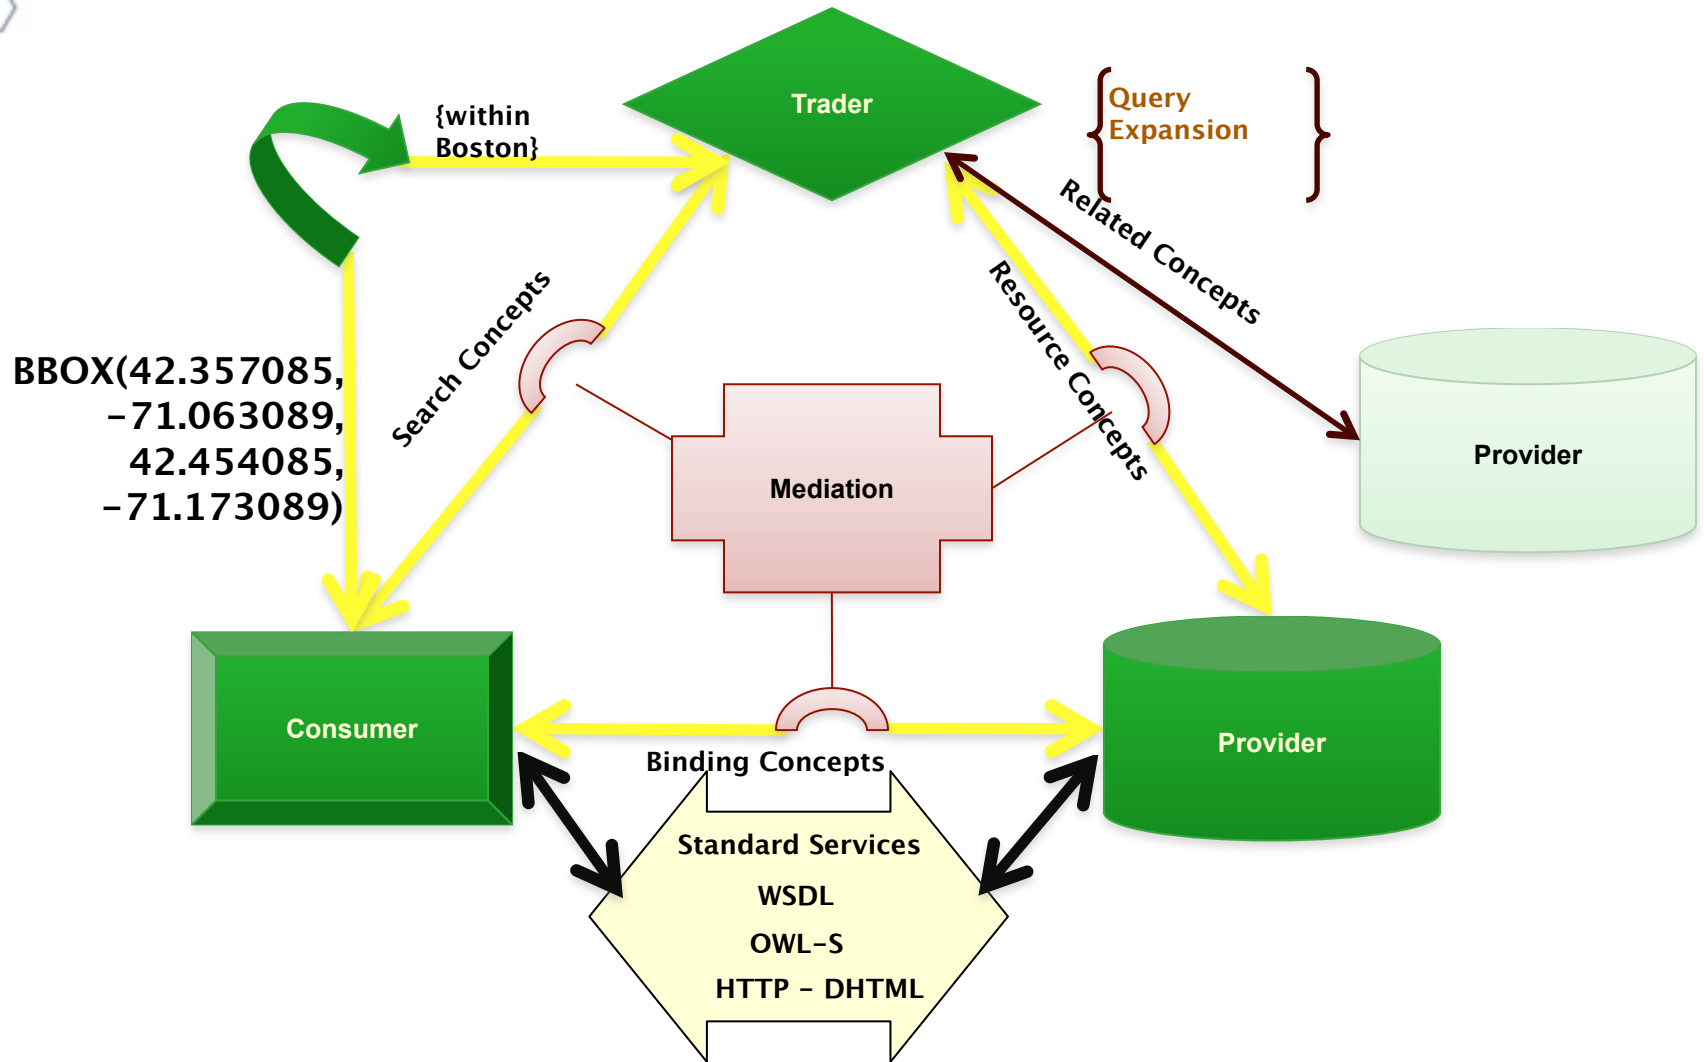 Trader
{within
Boston}
Query
Expansion
Related Concepts
Search Concepts
Resource Concepts
BBOX(42.357085,
-71.063089,
42.454085,
-71.173089)
Mediation
Provider
Consumer
Binding Concepts
Provider
Standard Services
WSDL
OWL-S
HTTP - DHTML